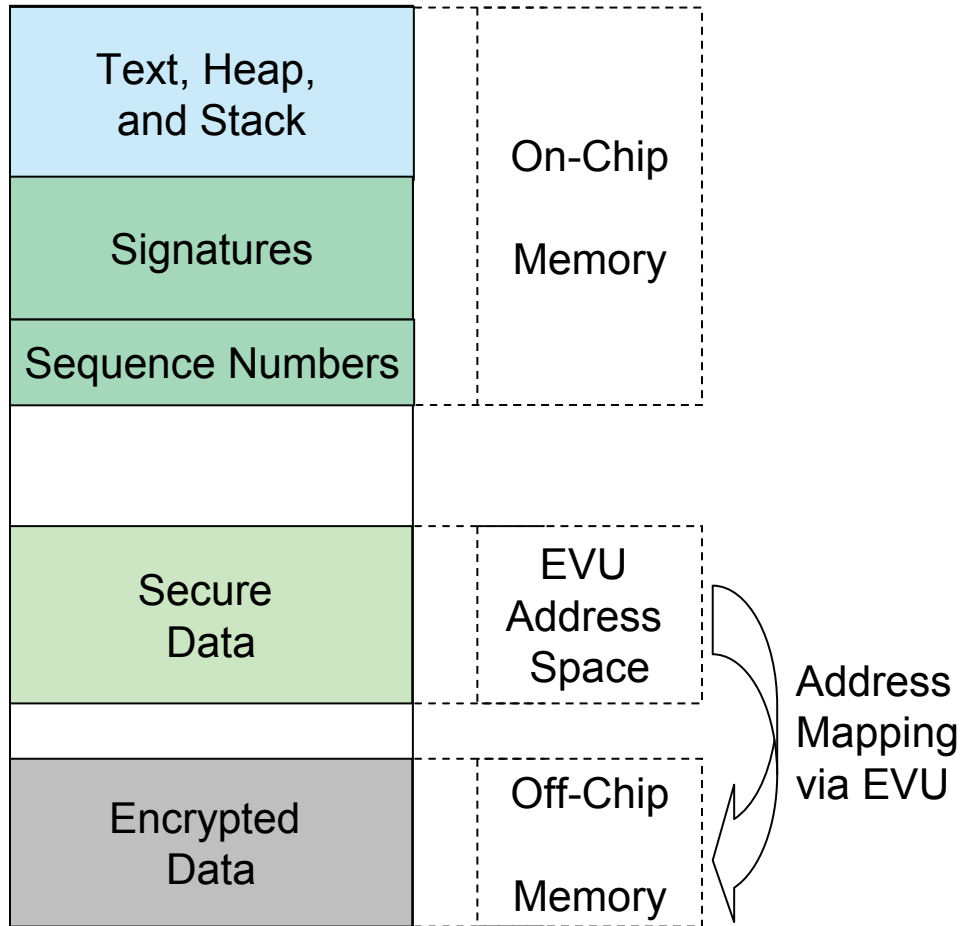 Text, Heap,
and Stack
On-Chip
Memory
Signatures
Sequence Numbers
Secure
Data
EVU
Address
Space
Address
Mapping
via EVU
Encrypted
Data
Off-Chip
Memory